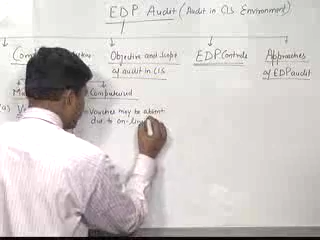 EDP Audit (Audit in CIS Environment)
Objective and Scope
of audit in CIS
EDP Controls
Approaches
of EDP audit
Computerised
Vouches may be absent
due to on-line